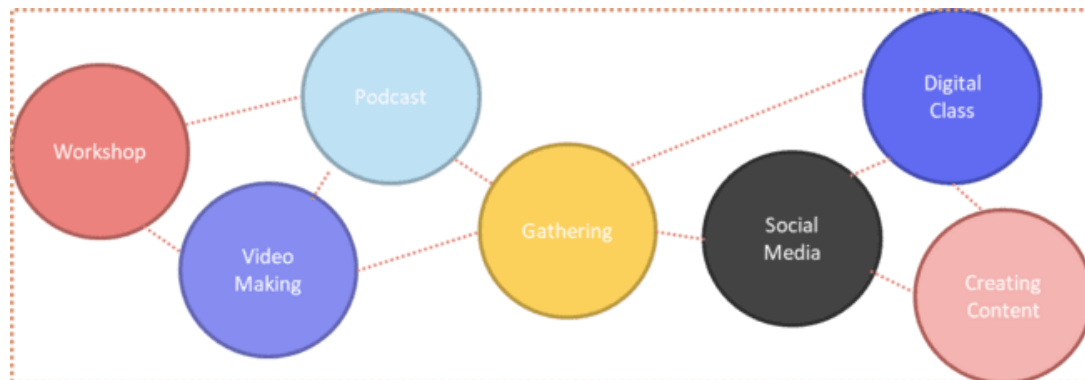 Workshop
Podcast
Video
Making
Gathering
Social
Media
Digital
Class
Creating
Content